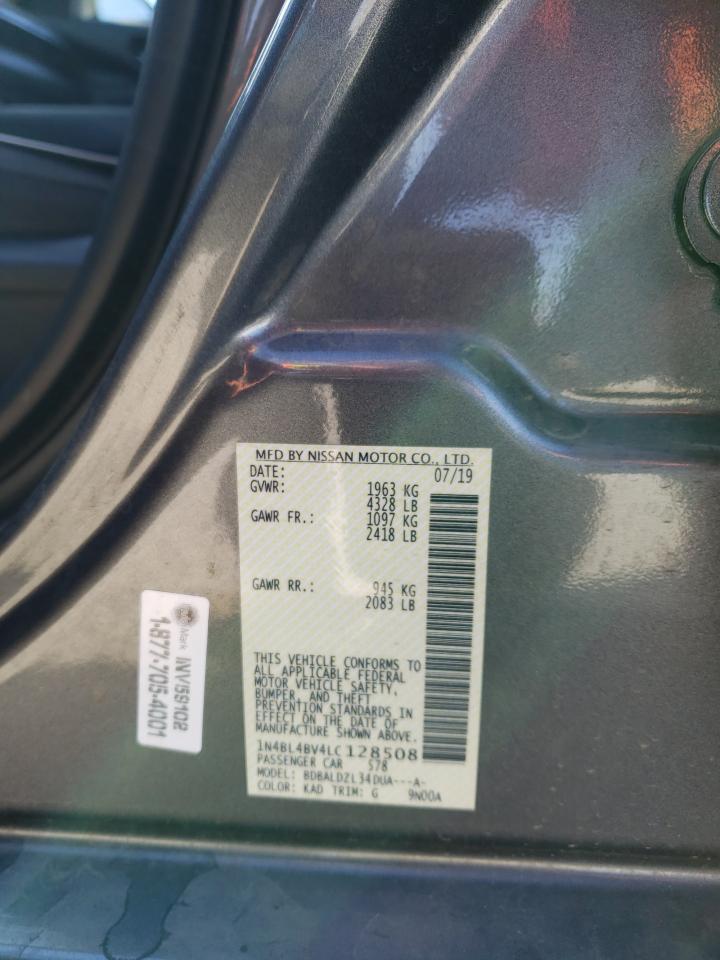 MFD BY NISSAN MOTOR CO., LTD.
DATE: 07/19
GVWR: 1963 KG
4328 LB
GAWR FR.: 1097 KG
2418 LB
GAWR RR.: 945 KG
2083 LB
THIS VEHICLE CONFORMS TO
ALL APPLICABLE FEDERAL
MOTOR VEHICLE SAFETY,
BUMPER, AND THEFT
PREVENTION STANDARDS IN
EFFECT ON THE DATE OF
MANUFACTURE SHOWN ABOVE.
1N4BL4BV4LC128508
PASSENGER CAR 578
MODEL: BDBALDZL34DUA---A-
COLOR: KAD TRIM: G 9N00A
Mark INV59102
1-877-705-4001